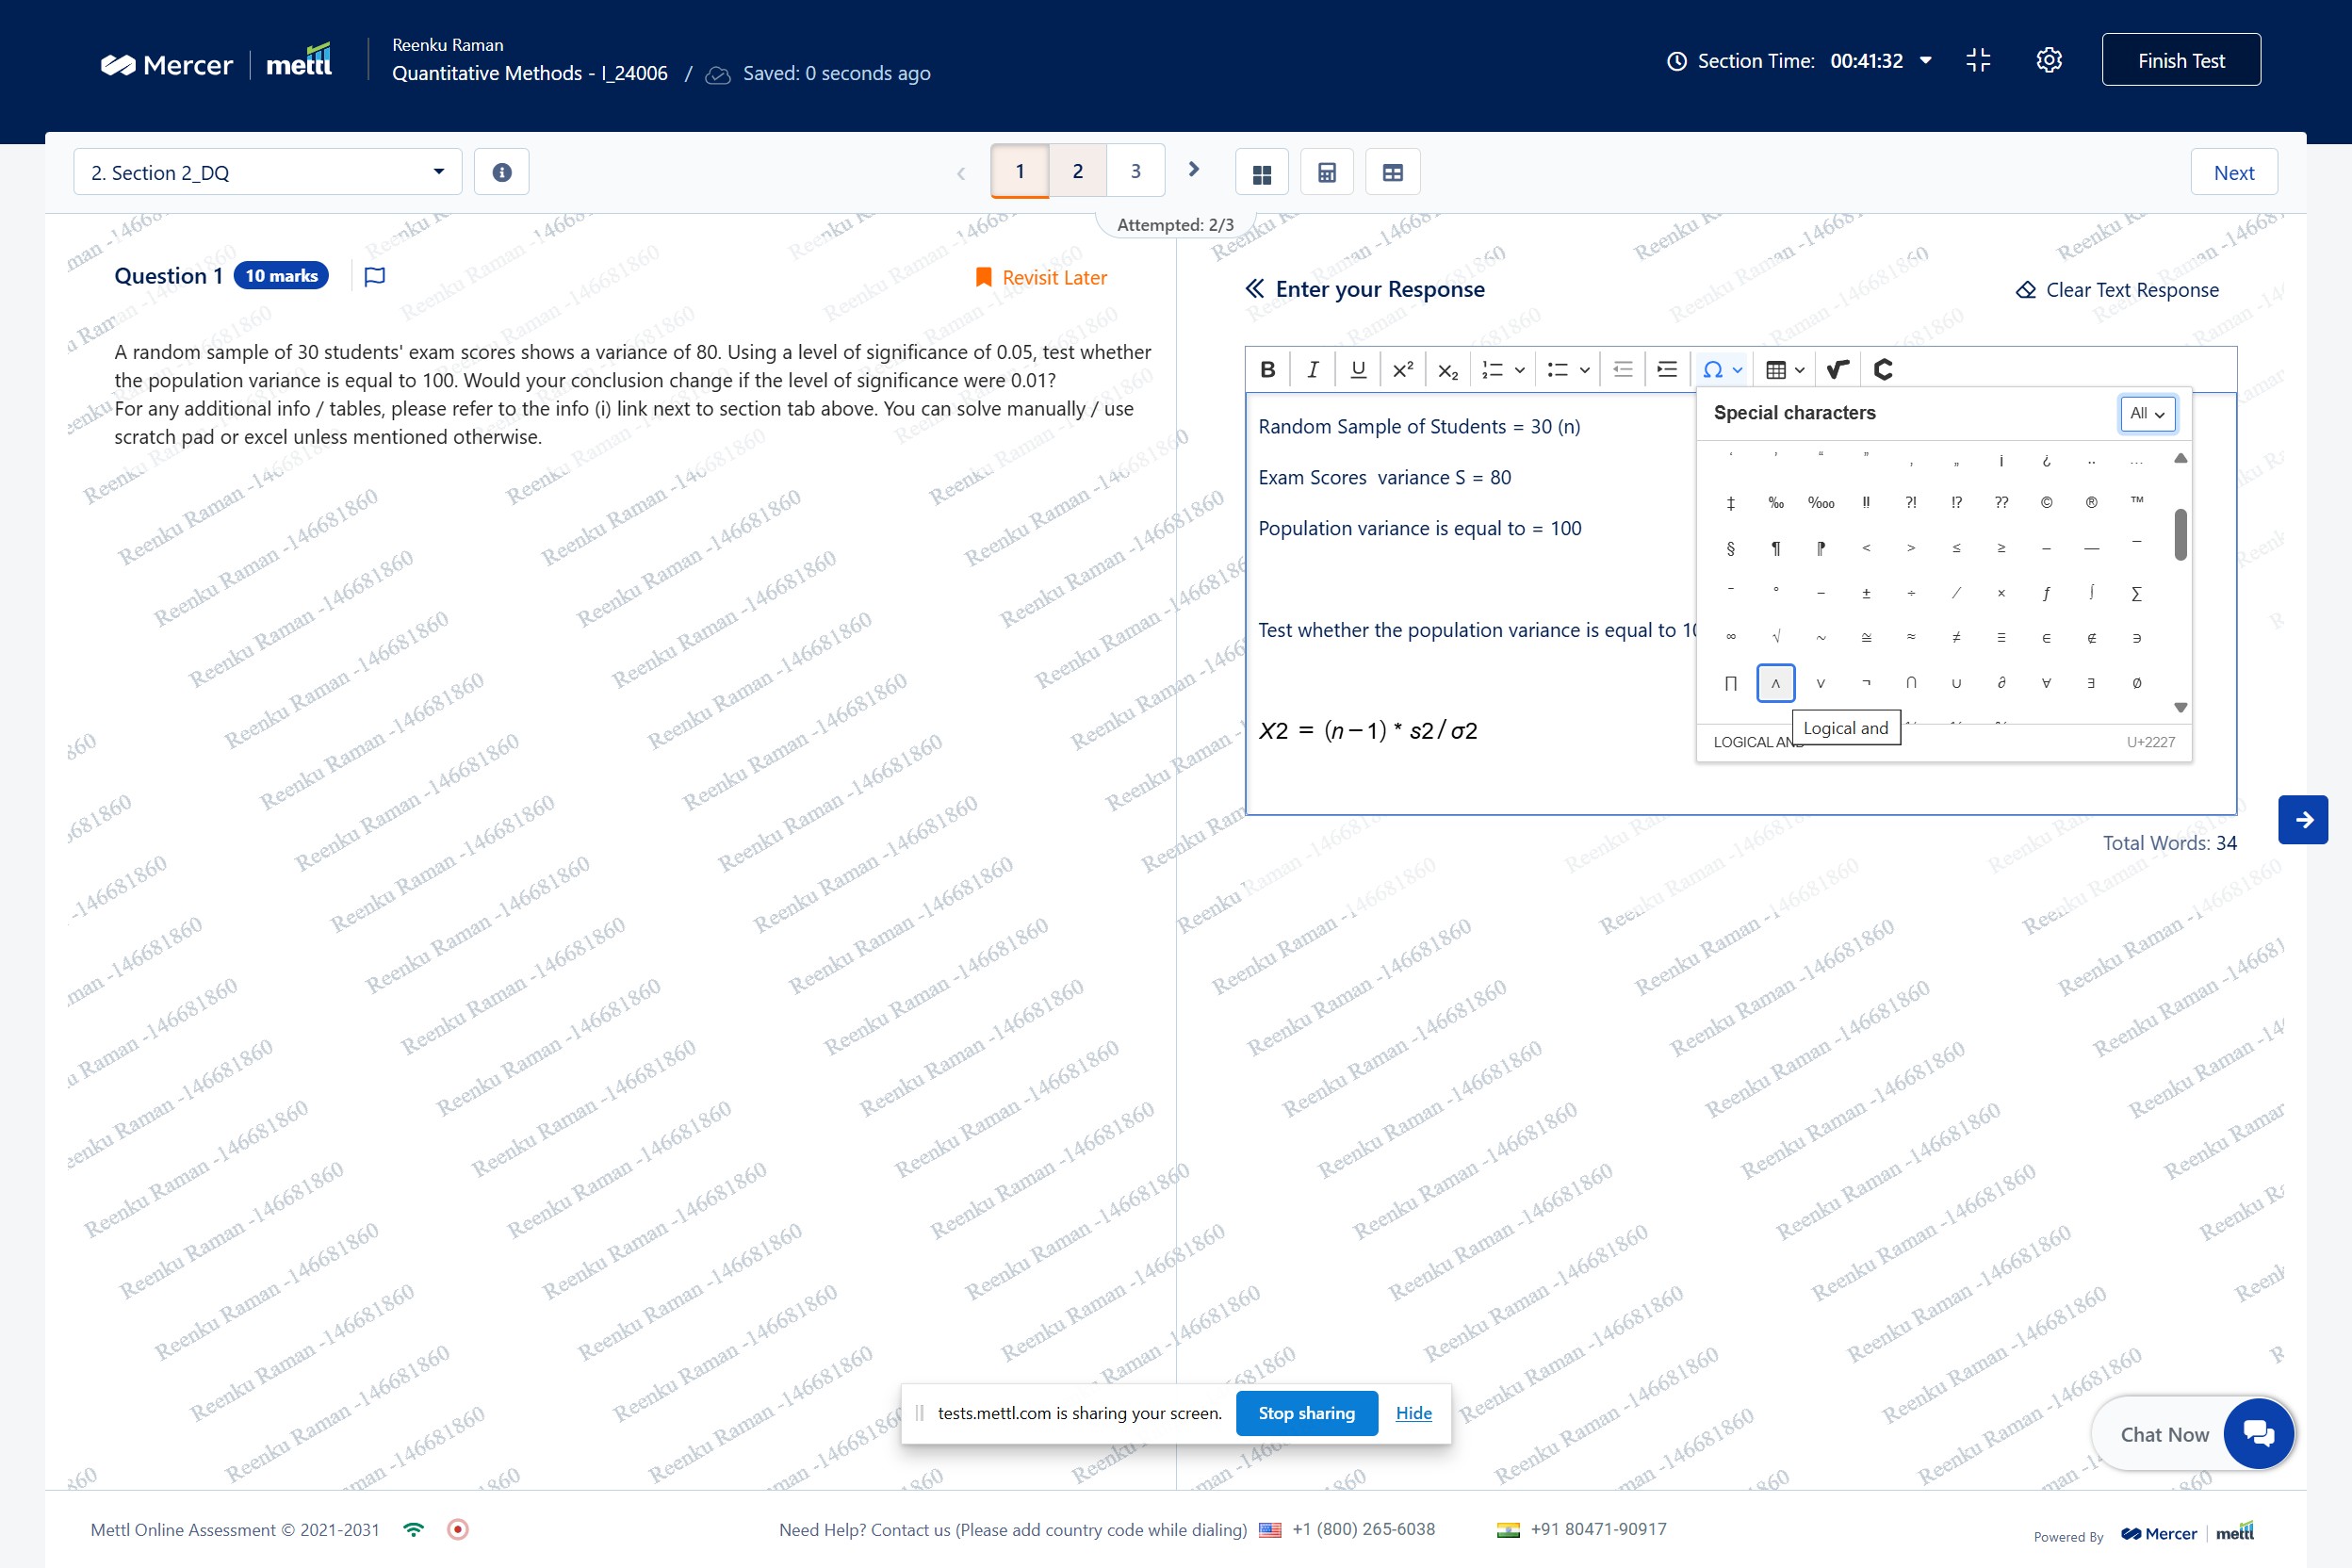 Mercer | mettl
Reenku Raman
Quantitative Methods - I_24006 / Saved: 0 seconds ago
Section Time: 00:41:32
Finish Test
2. Section 2_DQ
1 2 3
Next
Attempted: 2/3
Question 1 10 marks
Revisit Later
A random sample of 30 students' exam scores shows a variance of 80. Using a level of significance of 0.05, test whether
the population variance is equal to 100. Would your conclusion change if the level of significance were 0.01?
For any additional info / tables, please refer to the info (i) link next to section tab above. You can solve manually / use
scratch pad or excel unless mentioned otherwise.
Enter your Response
Clear Text Response
B I U x² x₂ Ω
Random Sample of Students = 30 (n)
Exam Scores variance S = 80
Population variance is equal to = 100
Test whether the population variance is equal to 10
X2 = (n−1) * s2/σ2
Special characters
All
‡ ‰ ‱ ‼ ⁈ ⁉ ⁇ © ® ™
§ ¶ ⁋ < > ≤ ≥ – —
° − ± ÷ ⁄ × ƒ ∫ ∑
∞ √ ∼ ≅ ≈ ≠ ≡ ∈ ∉ ∋
∏ ∧ ∨ ¬ ∩ ∪ ∂ ∀ ∃ ∅
Logical and
LOGICAL AND
U+2227
Total Words: 34
Reenku Raman -146681860
tests.mettl.com is sharing your screen.
Stop sharing
Hide
Chat Now
Mettl Online Assessment © 2021-2031
Need Help? Contact us (Please add country code while dialing) +1 (800) 265-6038 +91 80471-90917
Powered By Mercer | mettl